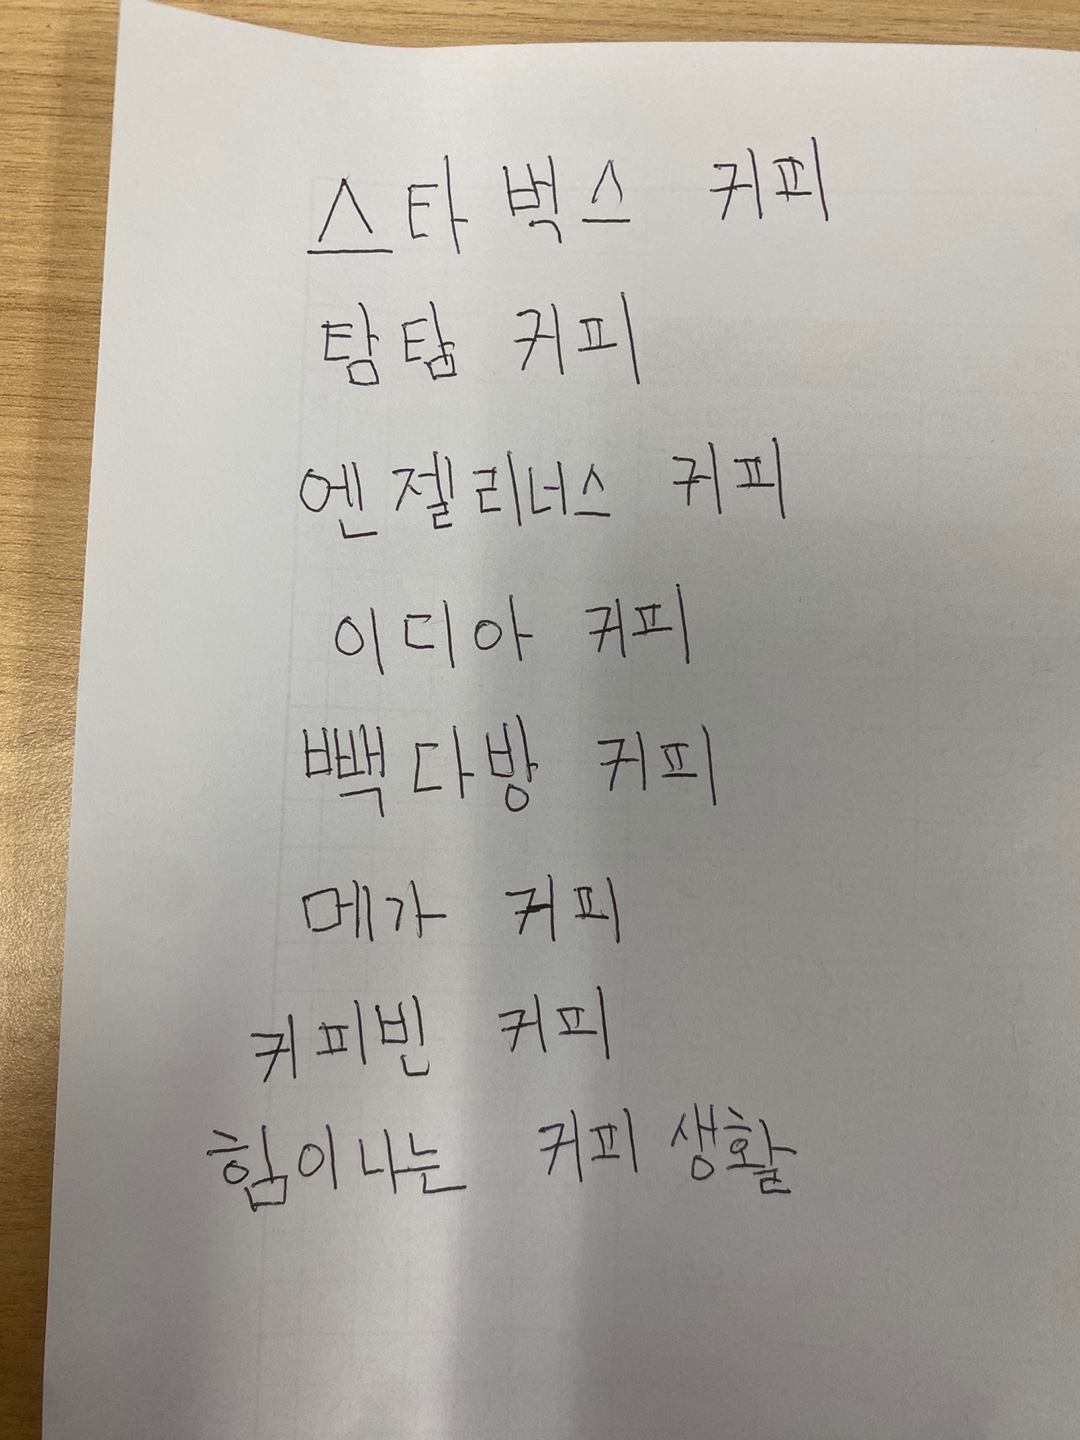 스타벅스 커피
탐탐 커피
엔젤리너스 커피
이디아 커피
빽다방 커피
메가 커피
커피빈 커피
힘이나는 커피 생활